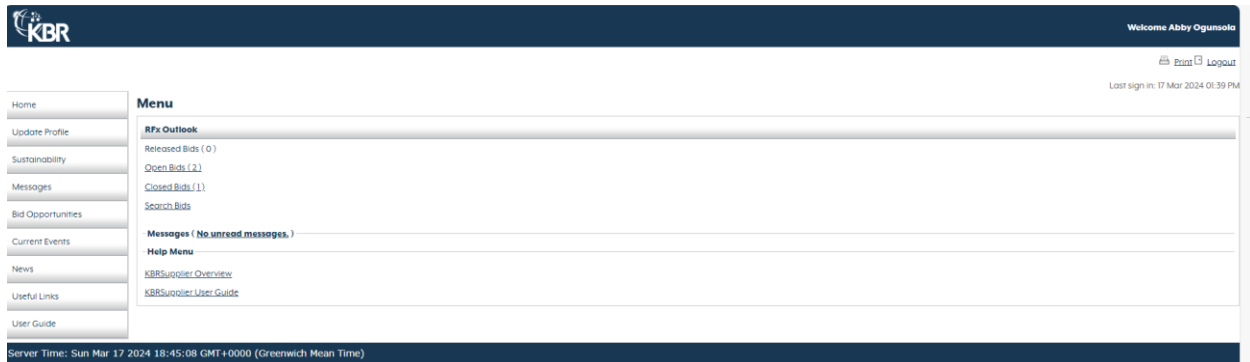 KBR
Welcome Abby Ogunsola
Print Logout
Last sign in: 17 Mar 2024 01:39 PM
Home
Update Profile
Sustainability
Messages
Bid Opportunities
Current Events
News
Useful Links
User Guide
Menu
RFx Outlook
Released Bids ( 0 )
Open Bids ( 2 )
Closed Bids ( 1 )
Search Bids
Messages ( No unread messages. )
Help Menu
KBRSupplier Overview
KBRSupplier User Guide
Server Time: Sun Mar 17 2024 18:45:08 GMT+0000 (Greenwich Mean Time)